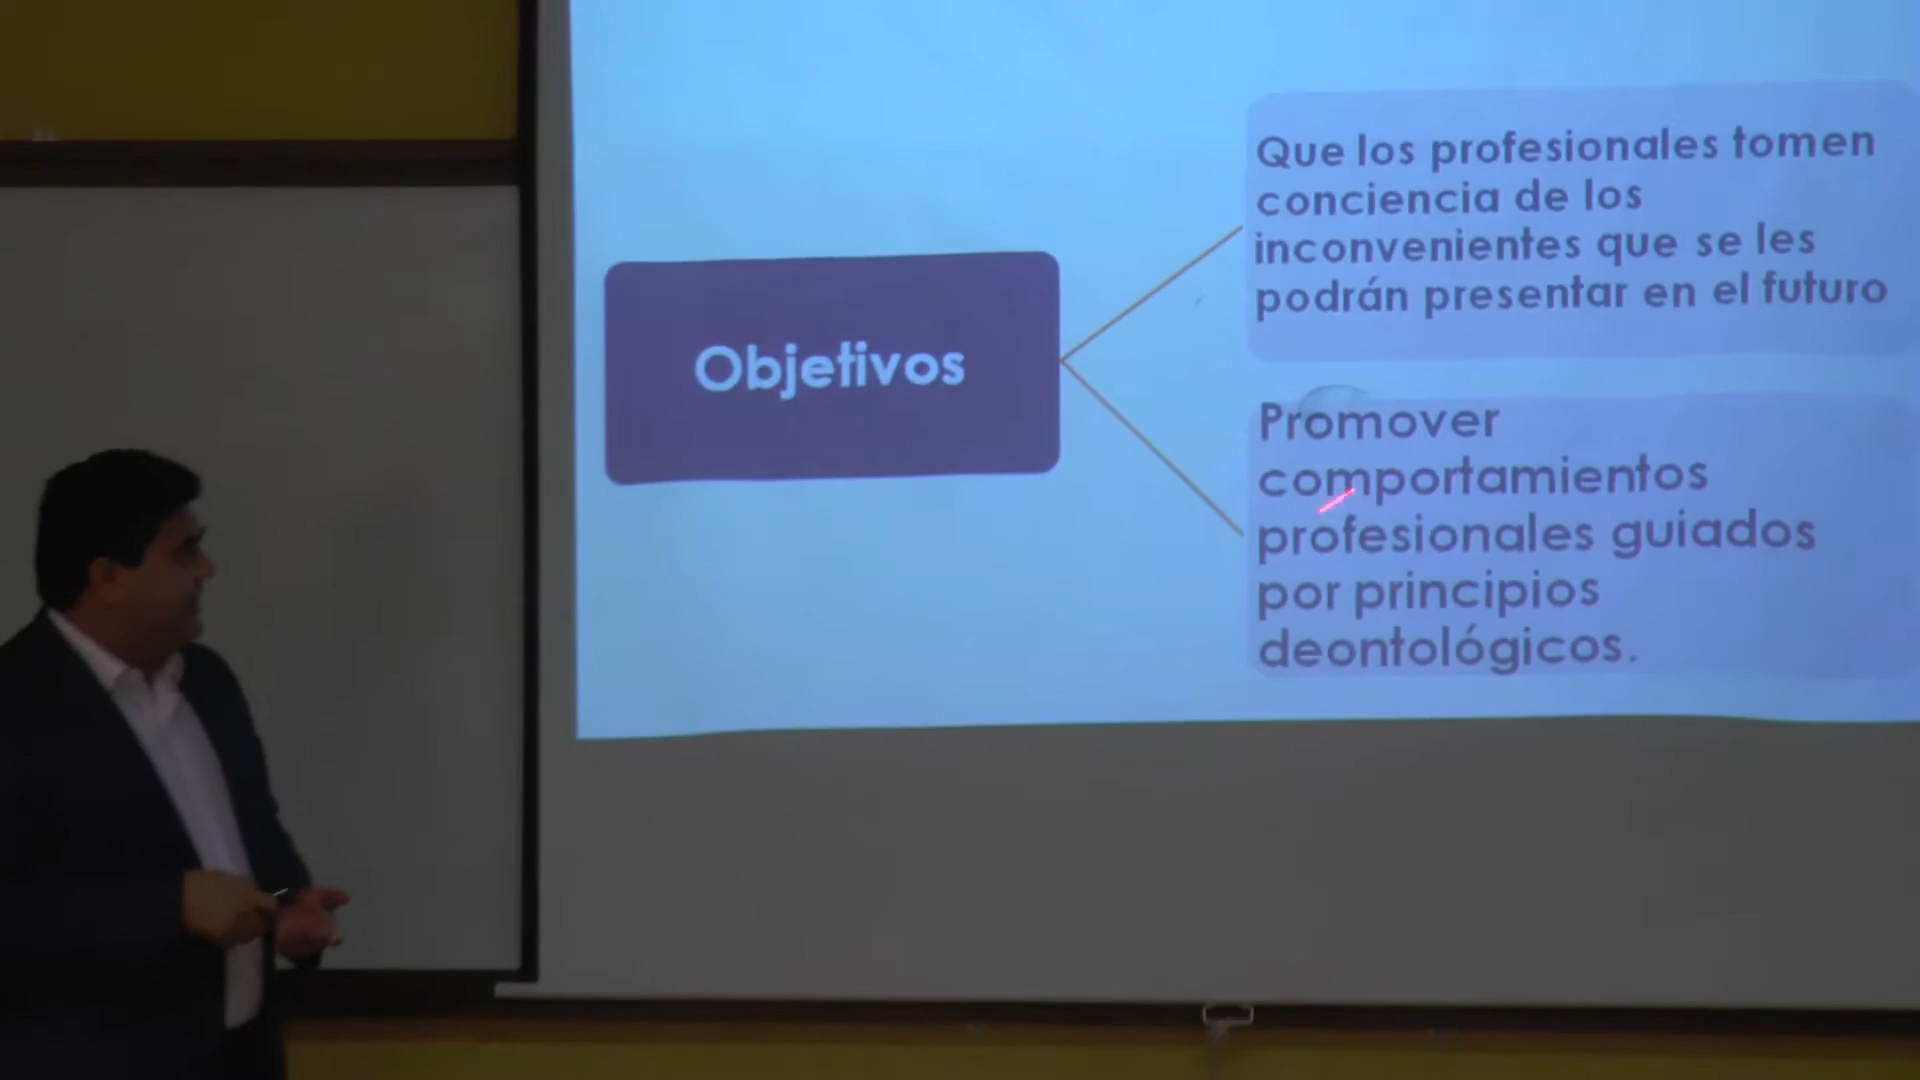 Objetivos
Que los profesionales tomen
conciencia de los
inconvenientes que se les
podrán presentar en el futuro
Promover
comportamientos
profesionales guiados
por principios
deontológicos.